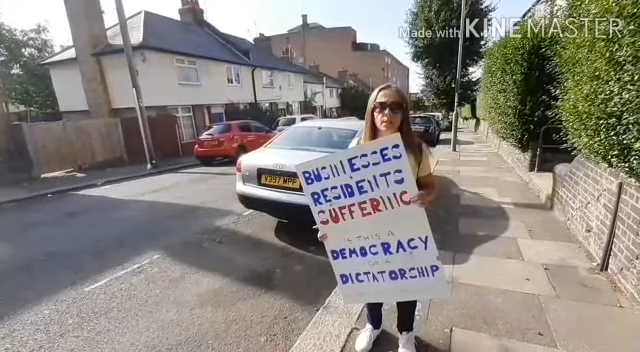 Made with KINEMASTER
BUSINESSES
RESIDENTS
SUFFERING
IS THIS A
DEMOCRACY
OR A
DICTATORSHIP